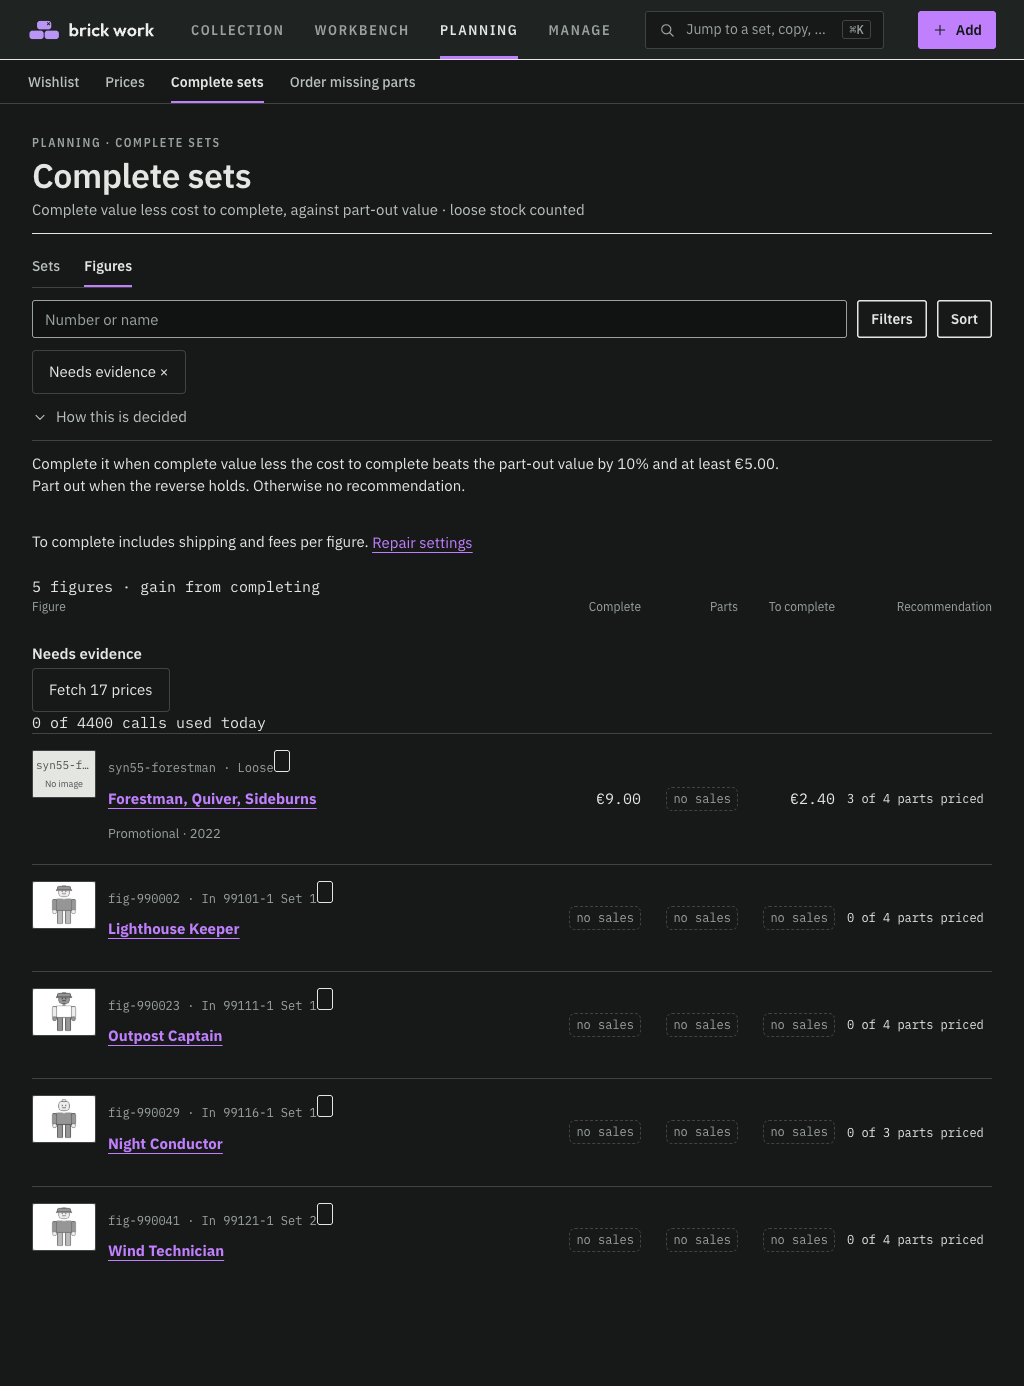 brick work
COLLECTION
WORKBENCH
PLANNING
MANAGE
Jump to a set, copy, ...
⌘K
+ Add
Wishlist
Prices
Complete sets
Order missing parts
PLANNING · COMPLETE SETS
Complete sets
Complete value less cost to complete, against part-out value · loose stock counted
Sets
Figures
Number or name
Filters
Sort
Needs evidence ×
How this is decided
Complete it when complete value less the cost to complete beats the part-out value by 10% and at least €5.00.
Part out when the reverse holds. Otherwise no recommendation.
To complete includes shipping and fees per figure. Repair settings
5 figures · gain from completing
Figure Complete Parts To complete Recommendation
Needs evidence
Fetch 17 prices
0 of 4400 calls used today
syn55-f…
No image
syn55-forestman · Loose
Forestman, Quiver, Sideburns
€9.00 no sales €2.40 3 of 4 parts priced
Promotional · 2022
fig-990002 · In 99101-1 Set 1
Lighthouse Keeper
no sales no sales no sales 0 of 4 parts priced
fig-990023 · In 99111-1 Set 1
Outpost Captain
no sales no sales no sales 0 of 4 parts priced
fig-990029 · In 99116-1 Set 1
Night Conductor
no sales no sales no sales 0 of 3 parts priced
fig-990041 · In 99121-1 Set 2
Wind Technician
no sales no sales no sales 0 of 4 parts priced